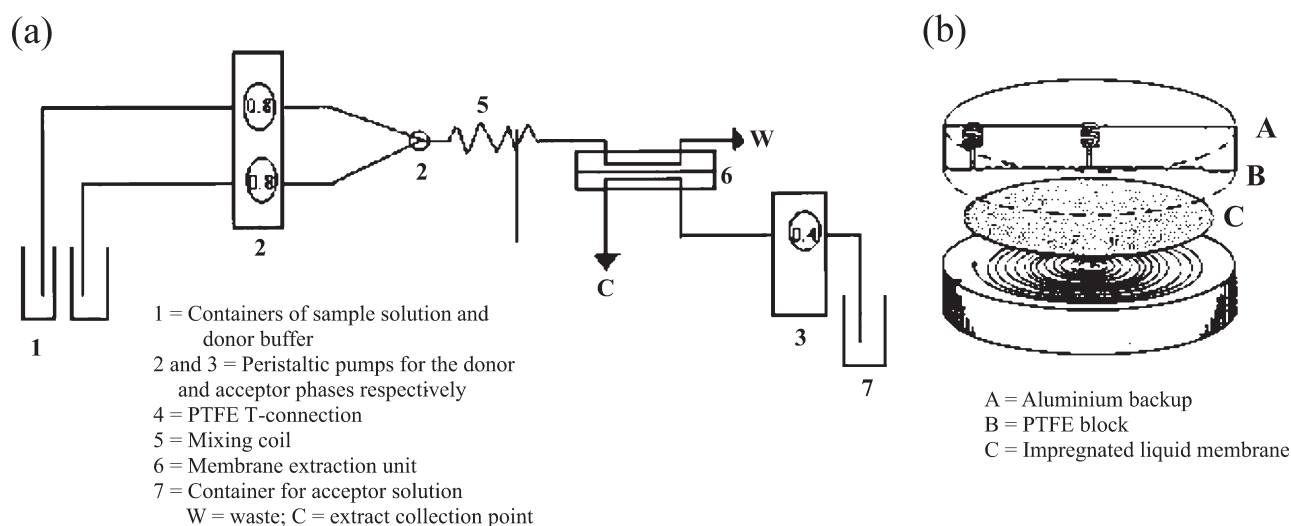 (a)
(b)
0.8
0.8
2
5
2
W
6
C
0.4
3
7
1
A
B
C
1 = Containers of sample solution and
donor buffer
2 and 3 = Peristaltic pumps for the donor
and acceptor phases respectively
4 = PTFE T-connection
5 = Mixing coil
6 = Membrane extraction unit
7 = Container for acceptor solution
W = waste; C = extract collection point
A = Aluminium backup
B = PTFE block
C = Impregnated liquid membrane